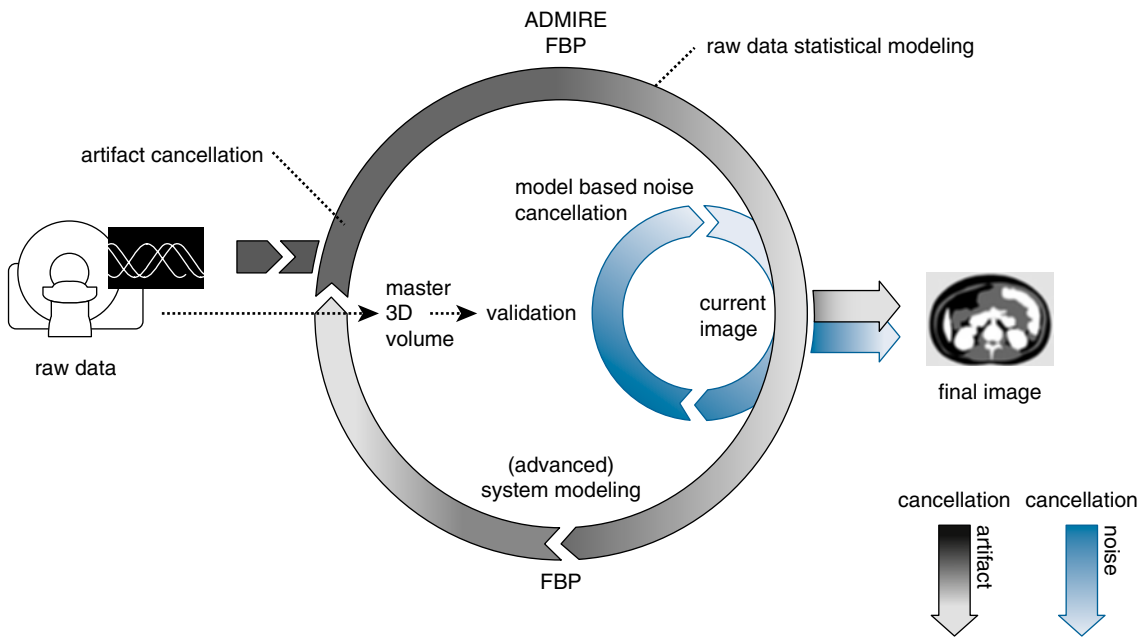 ADMIRE
FBP
raw data statistical modeling
artifact cancellation
model based noise
cancellation
master
3D
volume
validation
current
image
raw data
final image
(advanced)
system modeling
FBP
cancellation
artifact
cancellation
noise